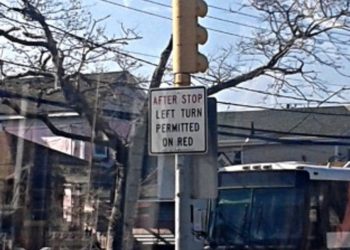 AFTER STOP
LEFT TURN
PERMITTED
ON RED